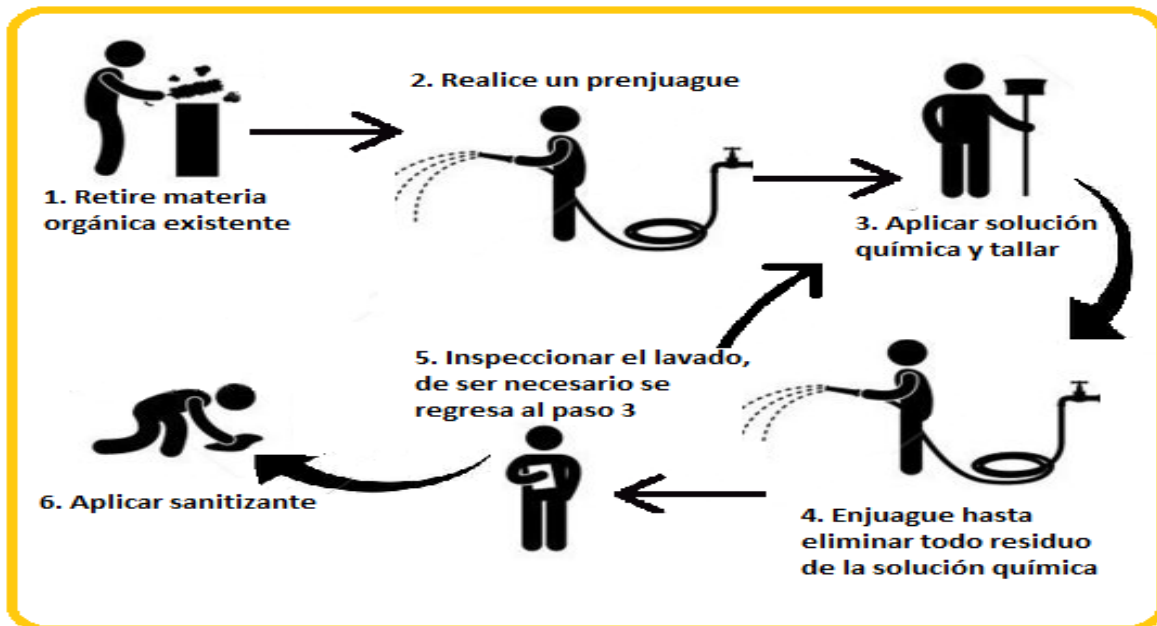 1. Retire materia
orgánica existente
2. Realice un prenjuague
3. Aplicar solución
química y tallar
4. Enjuague hasta
eliminar todo residuo
de la solución química
5. Inspeccionar el lavado,
de ser necesario se
regresa al paso 3
6. Aplicar sanitizante